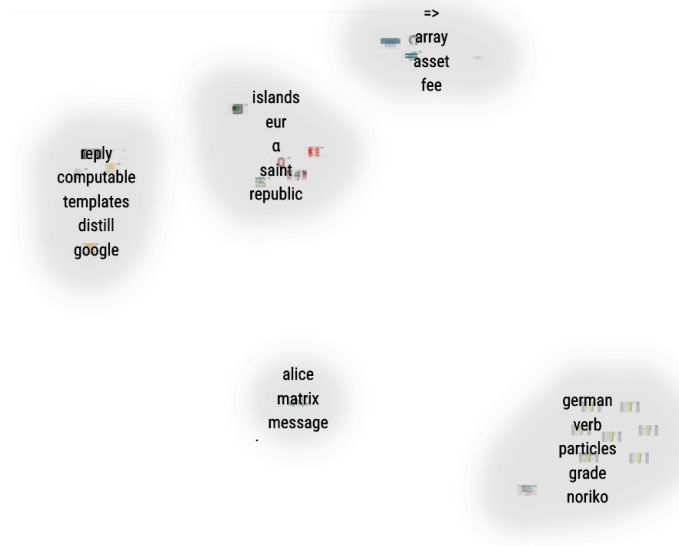 =>
array
asset
fee
islands
eur
α
saint
republic
reply
computable
templates
distill
google
alice
matrix
message
german
verb
particles
grade
noriko